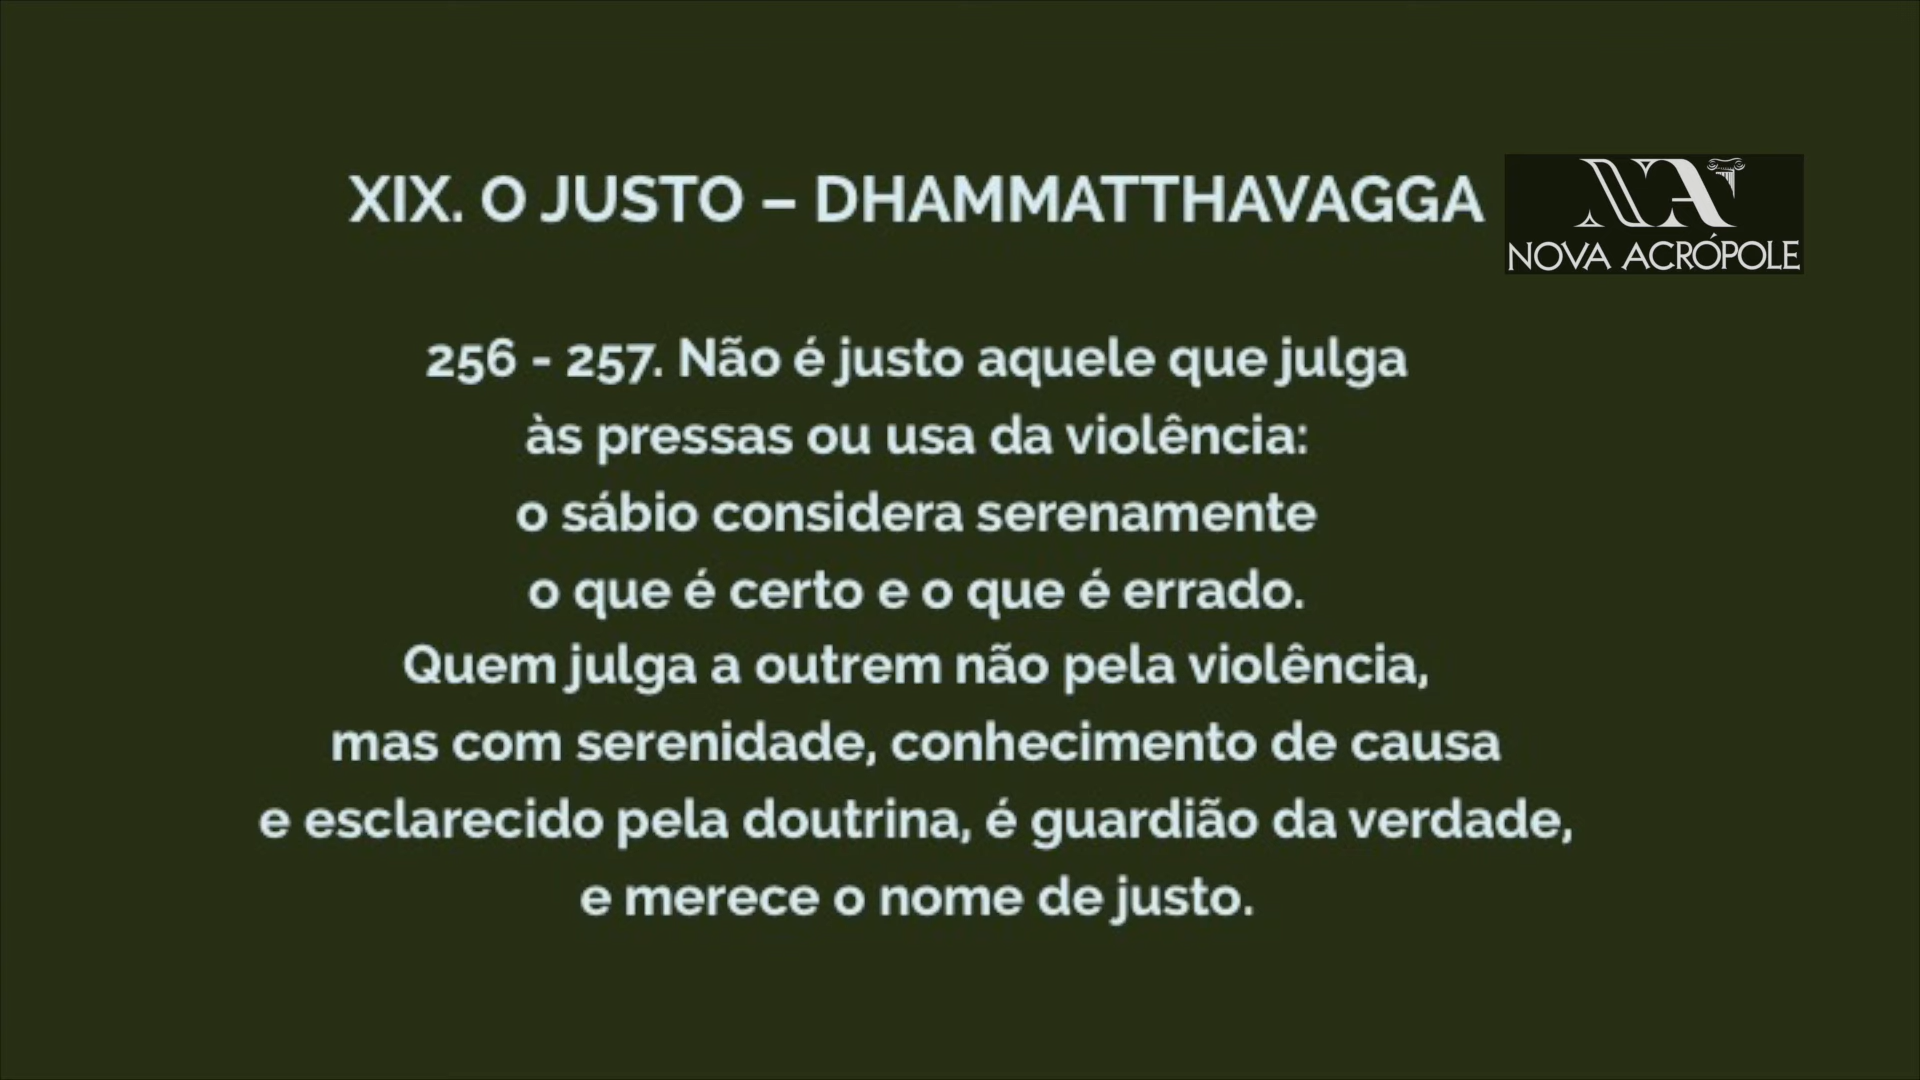 XIX. O JUSTO – DHAMMATTHAVAGGA
NOVA ACRÓPOLE
256 - 257. Não é justo aquele que julga
às pressas ou usa da violência:
o sábio considera serenamente
o que é certo e o que é errado.
Quem julga a outrem não pela violência,
mas com serenidade, conhecimento de causa
e esclarecido pela doutrina, é guardião da verdade,
e merece o nome de justo.